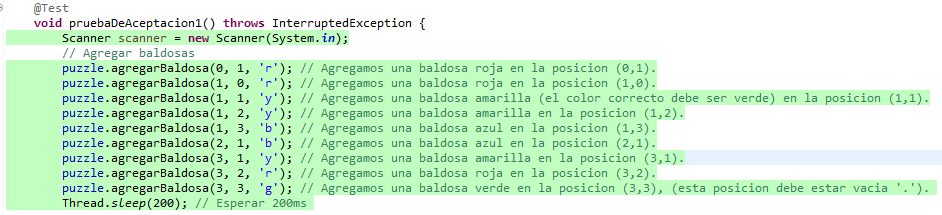 @Test
void pruebaDeAceptacion1() throws InterruptedException {
Scanner scanner = new Scanner(System.in);
// Agregar baldosas
puzzle.agregarBaldosa(0, 1, 'r'); // Agregamos una baldosa roja en la posicion (0,1).
puzzle.agregarBaldosa(1, 0, 'r'); // Agregamos una baldosa roja en la posicion (1,0).
puzzle.agregarBaldosa(1, 1, 'y'); // Agregamos una baldosa amarilla (el color correcto debe ser verde) en la posicion (1,1).
puzzle.agregarBaldosa(1, 2, 'y'); // Agregamos una baldosa amarilla en la posicion (1,2).
puzzle.agregarBaldosa(1, 3, 'b'); // Agregamos una baldosa azul en la posicion (1,3).
puzzle.agregarBaldosa(2, 1, 'b'); // Agregamos una baldosa azul en la posicion (2,1).
puzzle.agregarBaldosa(3, 1, 'y'); // Agregamos una baldosa amarilla en la posicion (3,1).
puzzle.agregarBaldosa(3, 2, 'r'); // Agregamos una baldosa roja en la posicion (3,2).
puzzle.agregarBaldosa(3, 3, 'g'); // Agregamos una baldosa verde en la posicion (3,3), (esta posicion debe estar vacia '.').
Thread.sleep(200); // Esperar 200ms